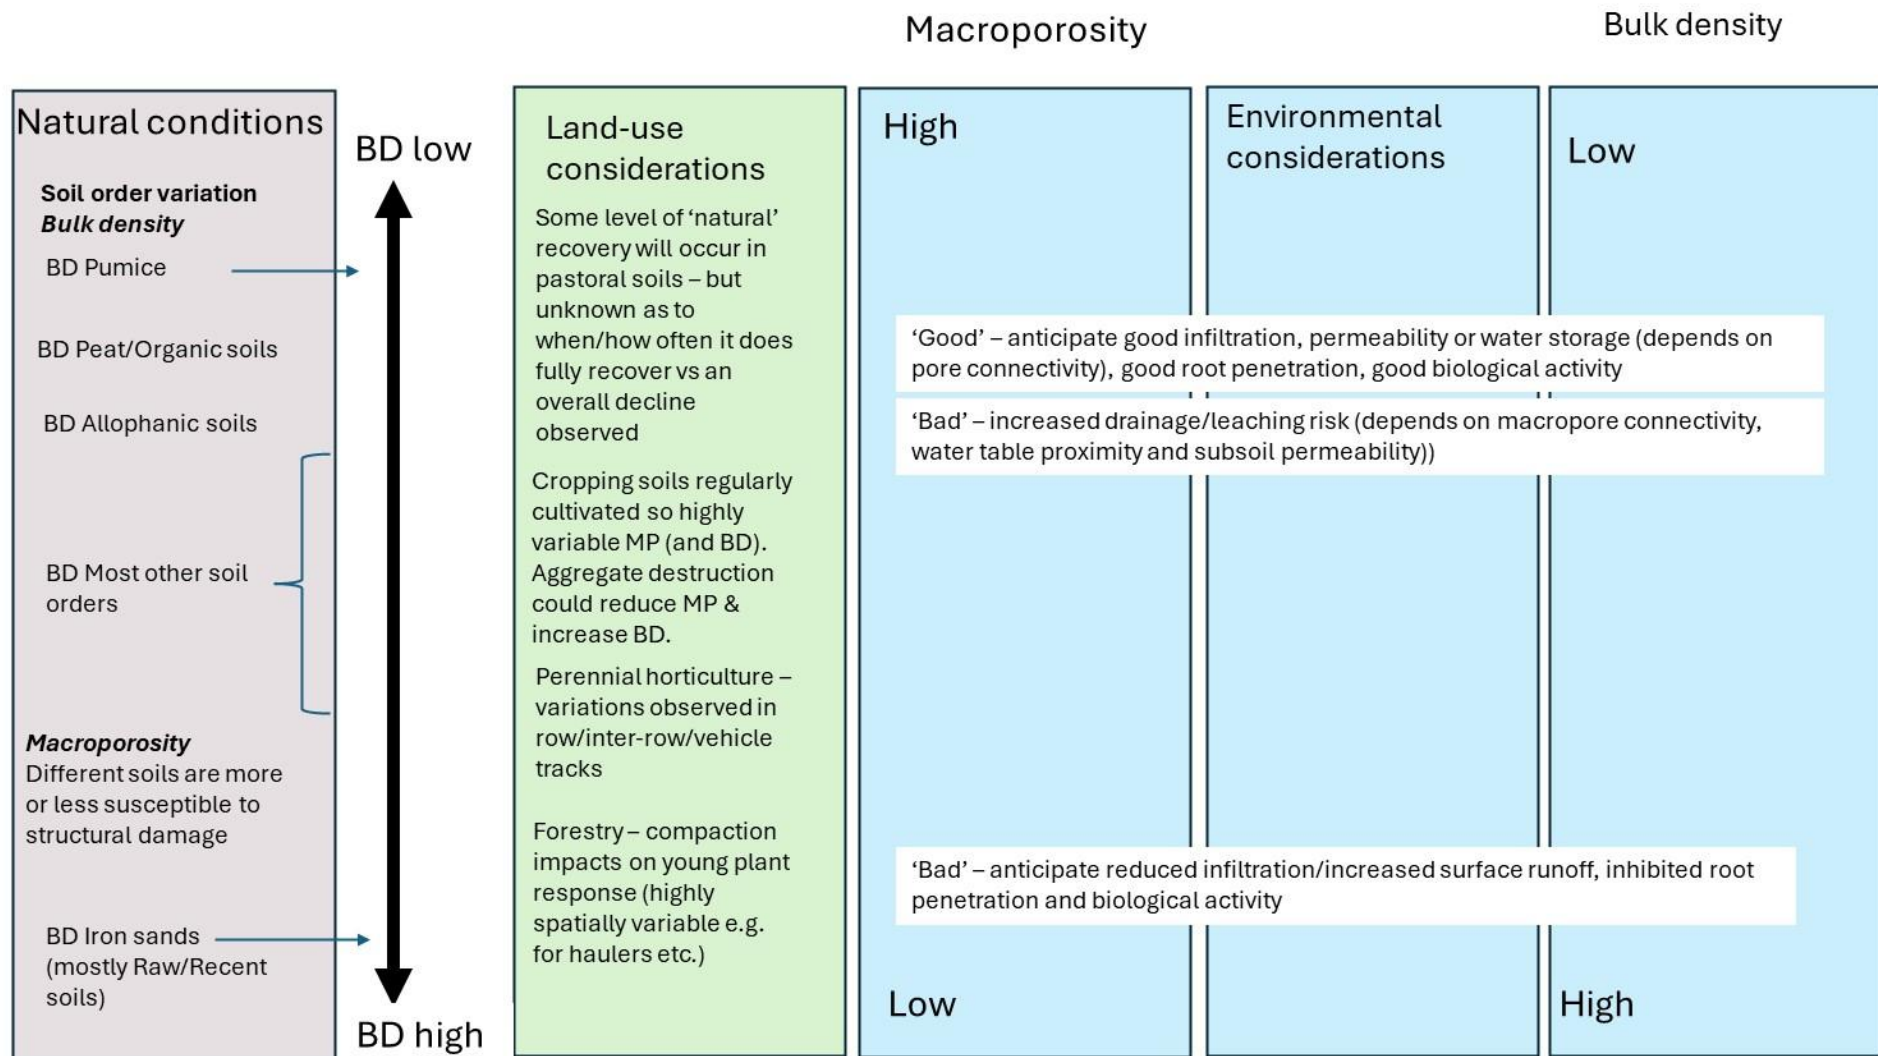 Macroporosity
Bulk density
Natural conditions
Soil order variation
Bulk density
BD Pumice
BD Peat/Organic soils
BD Allophanic soils
BD Most other soil
orders
Macroporosity
Different soils are more
or less susceptible to
structural damage
BD Iron sands
(mostly Raw/Recent
soils)
BD low
BD high
Land-use
considerations
Some level of ‘natural’
recovery will occur in
pastoral soils – but
unknown as to
when/how often it does
fully recover vs an
overall decline
observed
Cropping soils regularly
cultivated so highly
variable MP (and BD).
Aggregate destruction
could reduce MP &
increase BD.
Perennial horticulture –
variations observed in
row/inter-row/vehicle
tracks
Forestry – compaction
impacts on young plant
response (highly
spatially variable e.g.
for haulers etc.)
High
Environmental
considerations
Low
‘Good’ – anticipate good infiltration, permeability or water storage (depends on
pore connectivity), good root penetration, good biological activity
‘Bad’ – increased drainage/leaching risk (depends on macropore connectivity,
water table proximity and subsoil permeability))
‘Bad’ – anticipate reduced infiltration/increased surface runoff, inhibited root
penetration and biological activity
Low
High